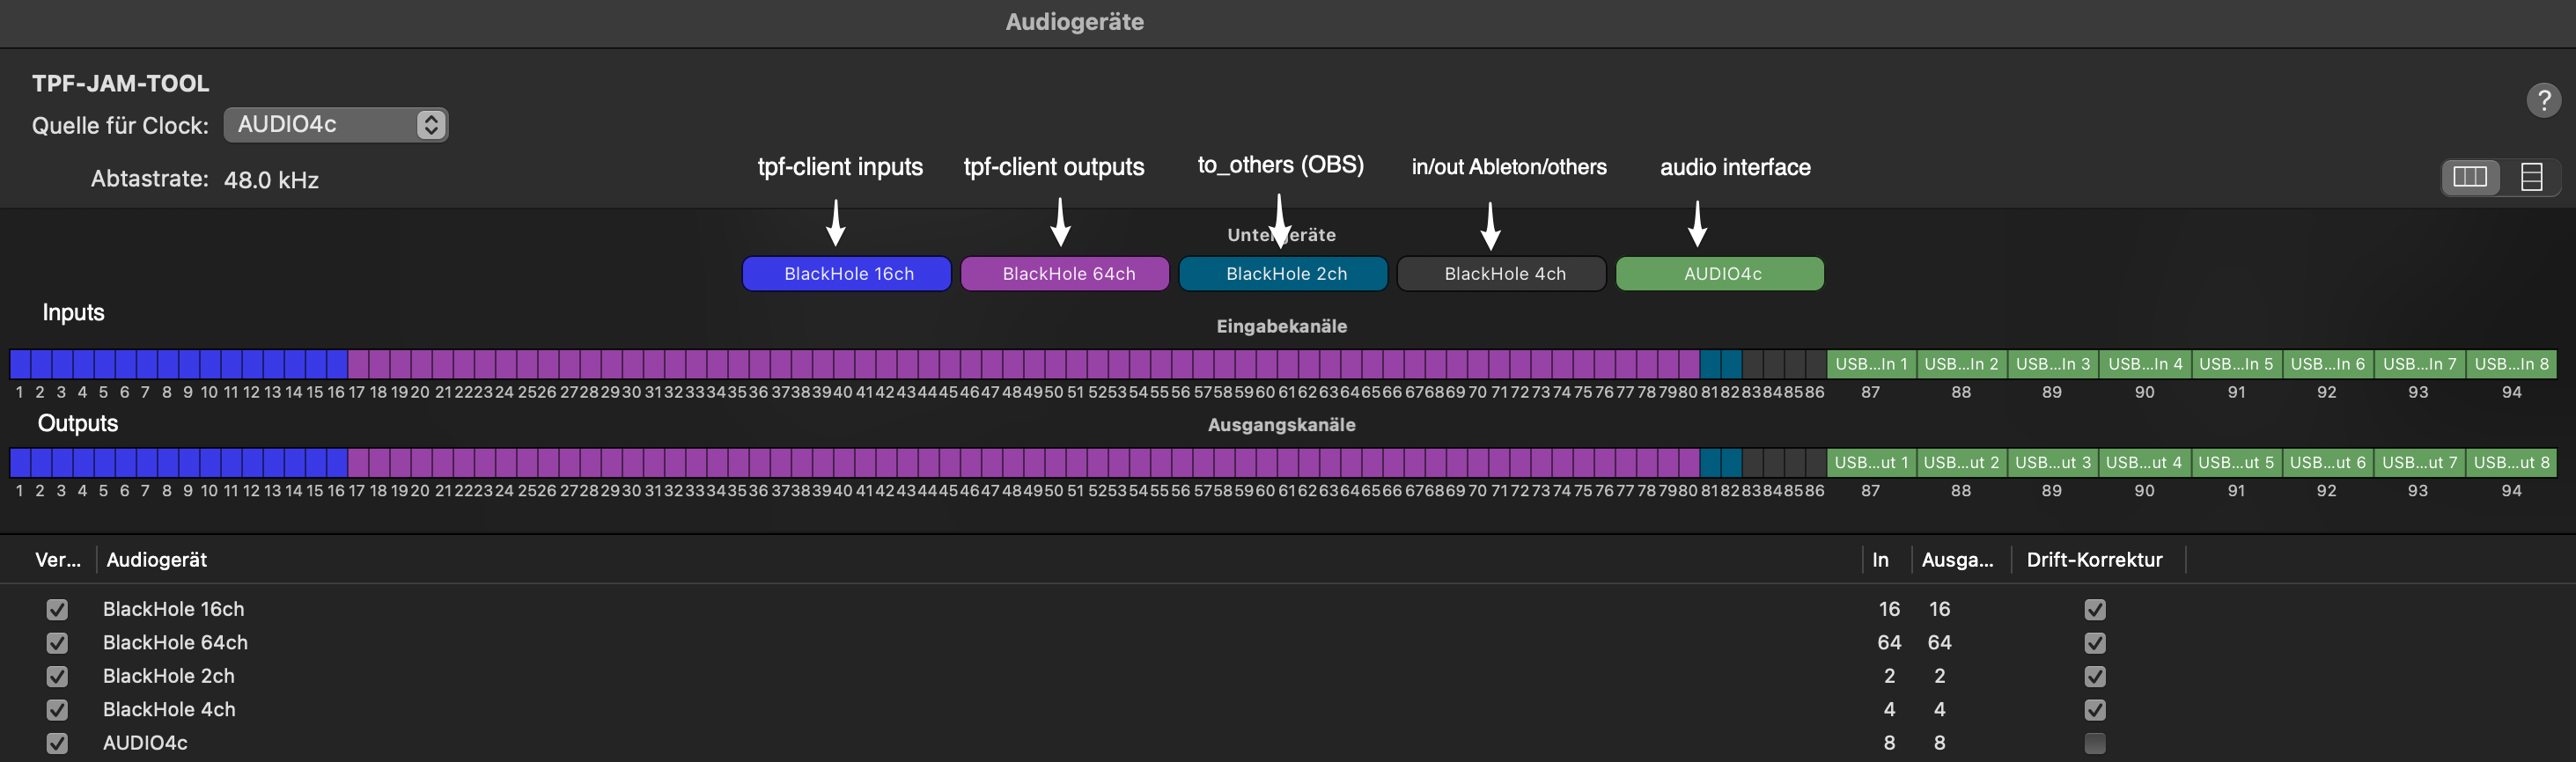 Audiogeräte
TPF-JAM-TOOL
Quelle für Clock: AUDIO4c
?
Abtastrate: 48.0 kHz
tpf-client inputs tpf-client outputs to_others (OBS) in/out Ableton/others audio interface
Untergeräte
BlackHole 16ch BlackHole 64ch BlackHole 2ch BlackHole 4ch AUDIO4c
Inputs
Eingabekanäle
USB...In 1 USB...In 2 USB...In 3 USB...In 4 USB...In 5 USB...In 6 USB...In 7 USB...In 8
1 2 3 4 5 6 7 8 9 10 11 12 13 14 15 16 17 18 19 20 21 22 23 24 25 26 27 28 29 30 31 32 33 34 35 36 37 38 39 40 41 42 43 44 45 46 47 48 49 50 51 52 53 54 55 56 57 58 59 60 61 62 63 64 65 66 67 68 69 70 71 72 73 74 75 76 77 78 79 80 81 82 83 84 85 86 87 88 89 90 91 92 93 94
Outputs
Ausgangskanäle
USB...ut 1 USB...ut 2 USB...ut 3 USB...ut 4 USB...ut 5 USB...ut 6 USB...ut 7 USB...ut 8
1 2 3 4 5 6 7 8 9 10 11 12 13 14 15 16 17 18 19 20 21 22 23 24 25 26 27 28 29 30 31 32 33 34 35 36 37 38 39 40 41 42 43 44 45 46 47 48 49 50 51 52 53 54 55 56 57 58 59 60 61 62 63 64 65 66 67 68 69 70 71 72 73 74 75 76 77 78 79 80 81 82 83 84 85 86 87 88 89 90 91 92 93 94
Ver... Audiogerät In Ausga... Drift-Korrektur
BlackHole 16ch 16 16
BlackHole 64ch 64 64
BlackHole 2ch 2 2
BlackHole 4ch 4 4
AUDIO4c 8 8